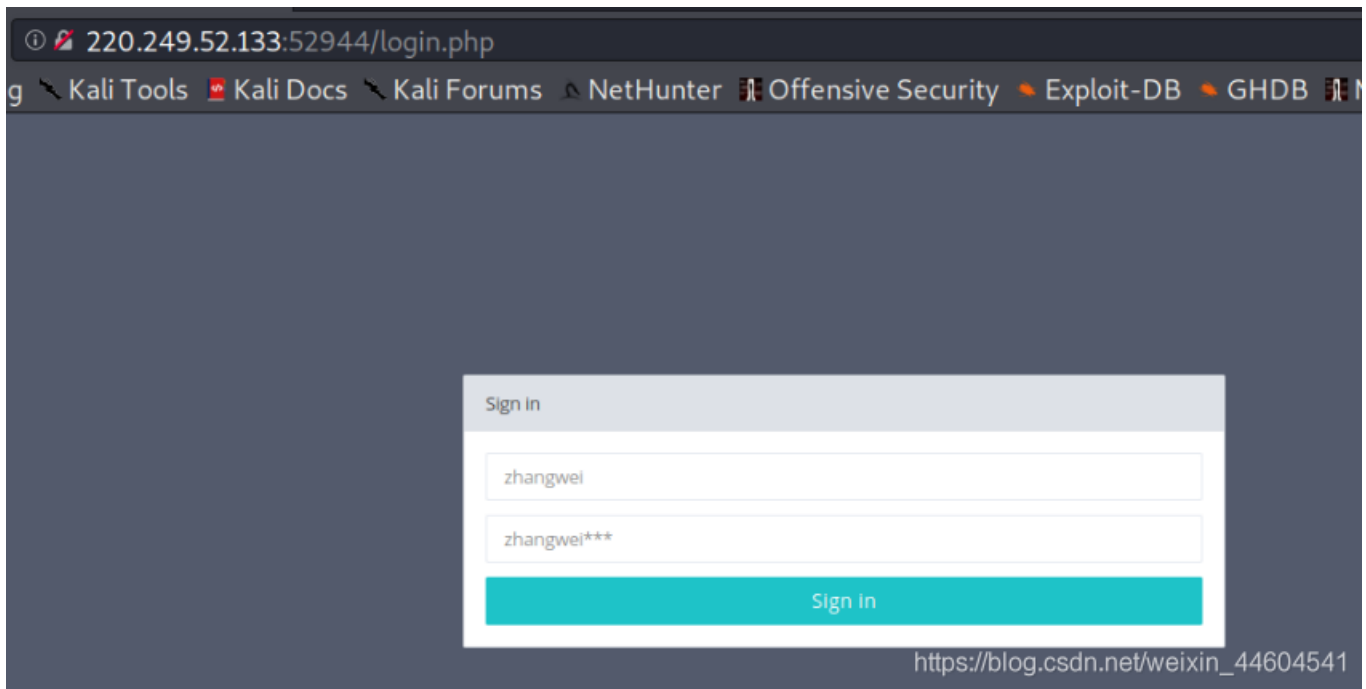 220.249.52.133:52944/login.php
g Kali Tools Kali Docs Kali Forums NetHunter Offensive Security Exploit-DB GHDB
Sign in
zhangwei
zhangwei***
Sign in
https://blog.csdn.net/weixin_44604541